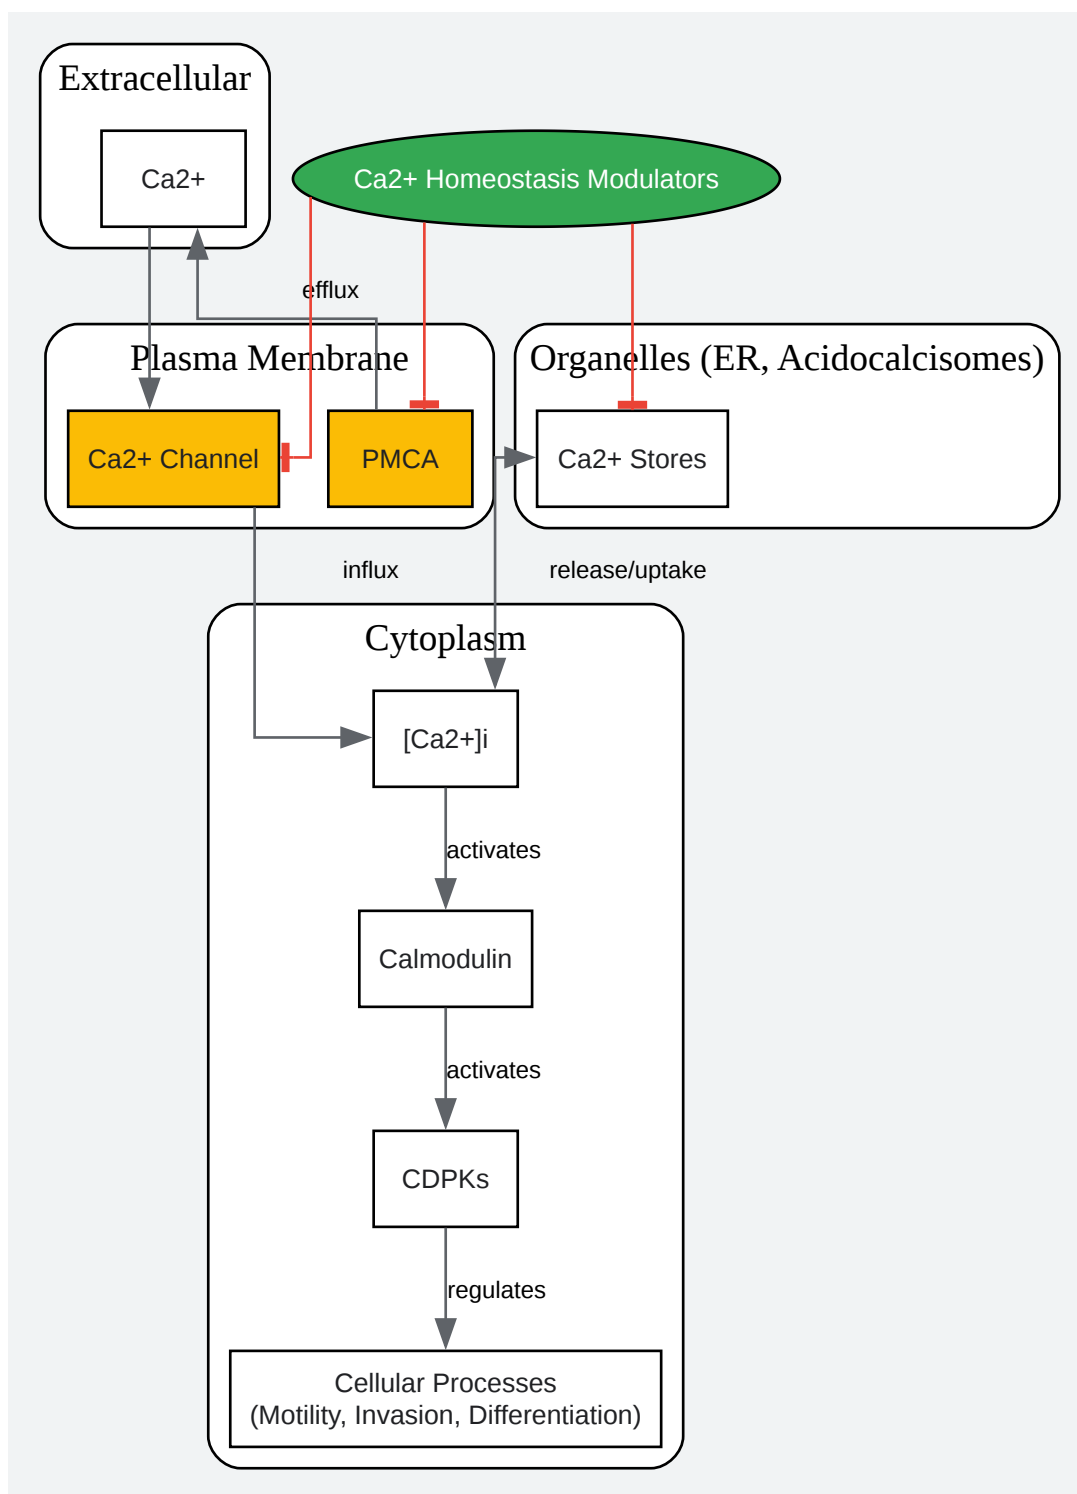 Extracellular
Ca2+
Ca2+ Homeostasis Modulators
efflux
Plasma Membrane
Organelles (ER, Acidocalcisomes)
Ca2+ Channel
PMCA
Ca2+ Stores
influx
release/uptake
Cytoplasm
[Ca2+]i
activates
Calmodulin
activates
CDPKs
regulates
Cellular Processes
(Motility, Invasion, Differentiation)